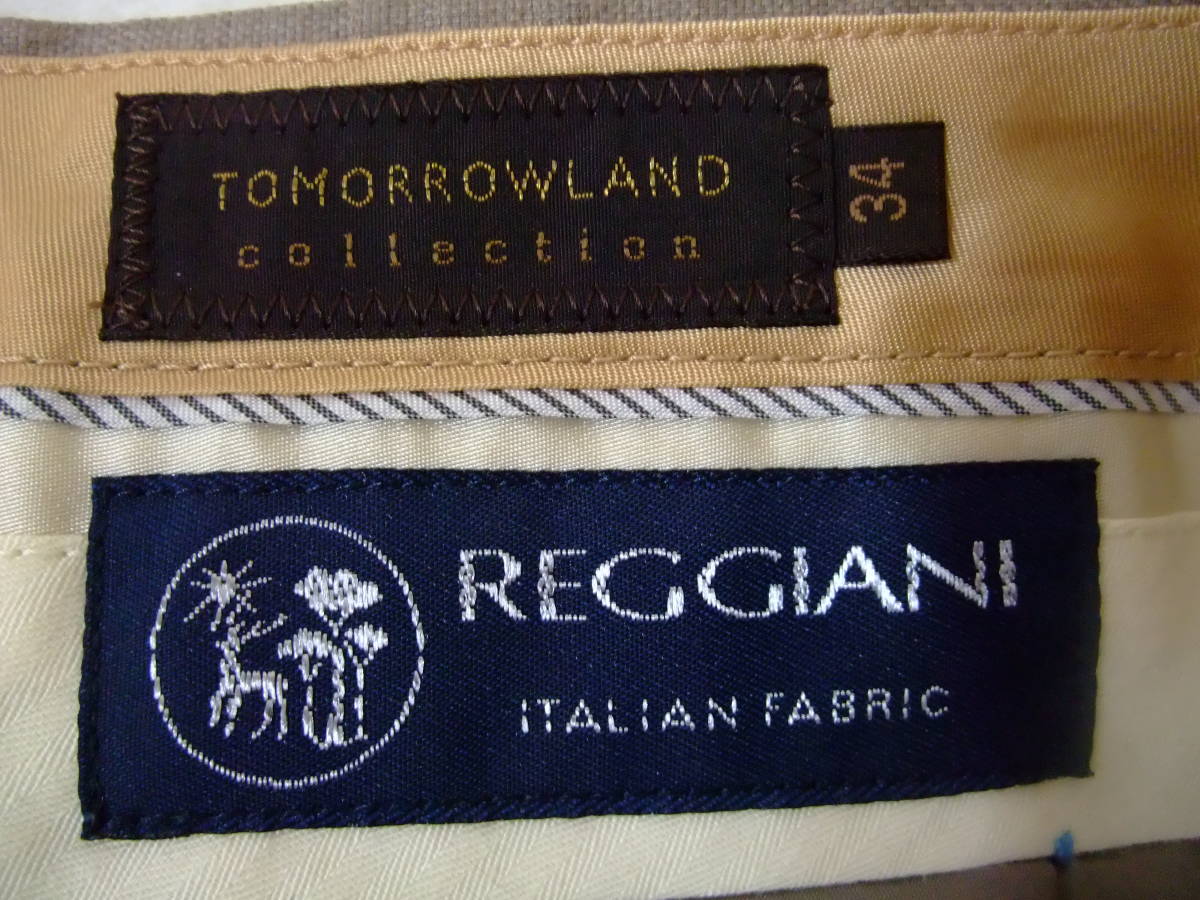 TOMORROWLAND
collection
34
REGGIANI
ITALIAN FABRIC